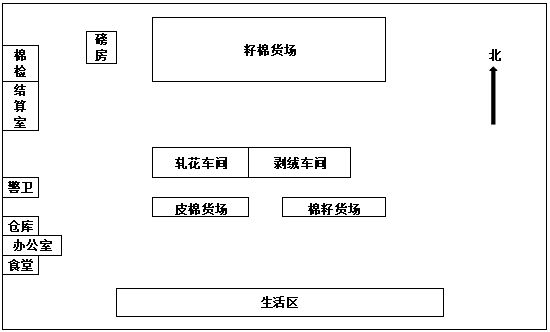 磅
房
籽棉货场
北
棉
检
结
算
室
轧花车间
剥绒车间
警卫
皮棉货场
棉籽货场
仓库
办公室
食堂
生活区